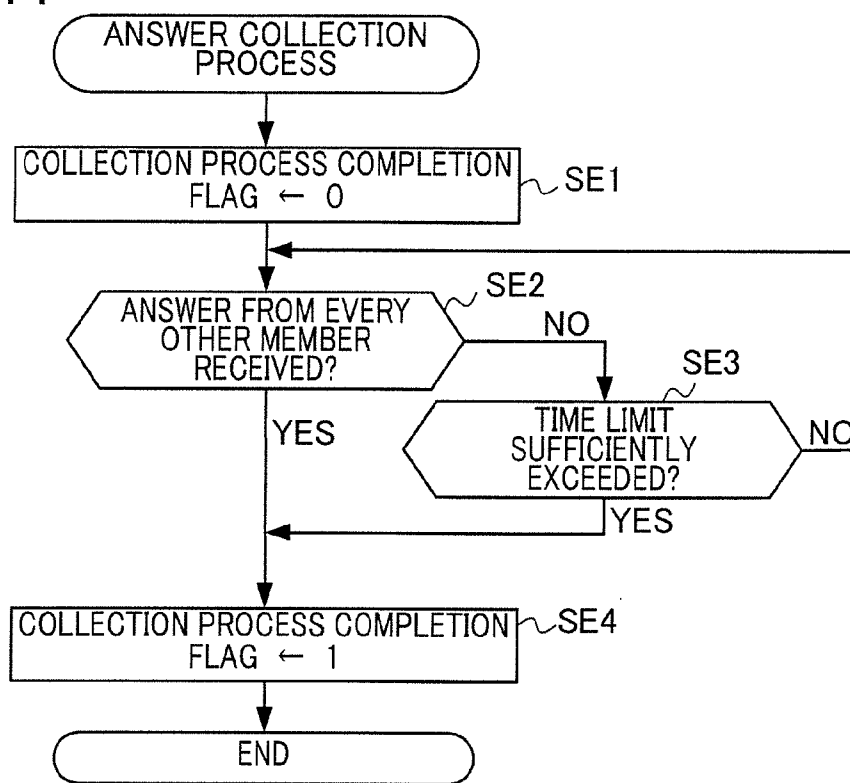 ANSWER COLLECTION
PROCESS
COLLECTION PROCESS COMPLETION
FLAG ← 0
SE1
SE2
ANSWER FROM EVERY
OTHER MEMBER
RECEIVED?
NO
SE3
YES
TIME LIMIT
SUFFICIENTLY
EXCEEDED?
NO
YES
COLLECTION PROCESS COMPLETION
FLAG ← 1
SE4
END